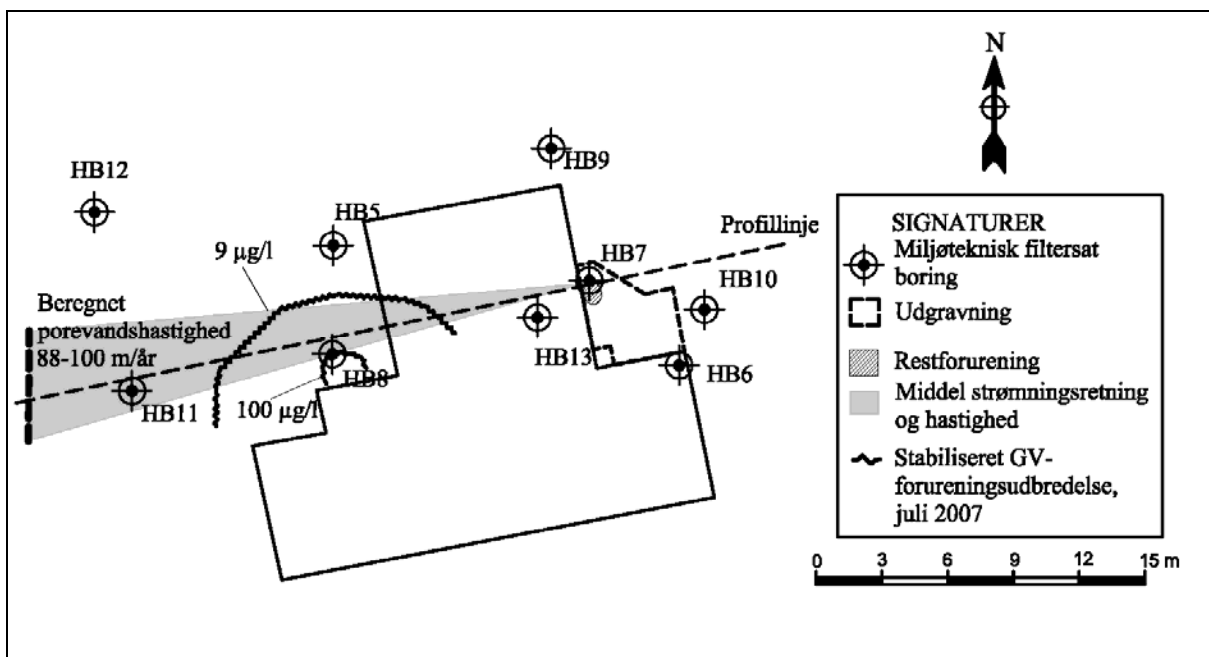 N
HB9
HB12
HB5
9 µg/l
Profillinje
HB7
HB10
Beregnet
porevandshastighed
88-100 m/år
HB13
HB6
HB8
HB11
100 µg/l
SIGNATURER
Miljøteknisk filtersat
boring
Udgravning
Restforurening
Middel strømningsretning
og hastighed
Stabiliseret GV-
forureningsudbredelse,
juli 2007
0 3 6 9 12 15 m